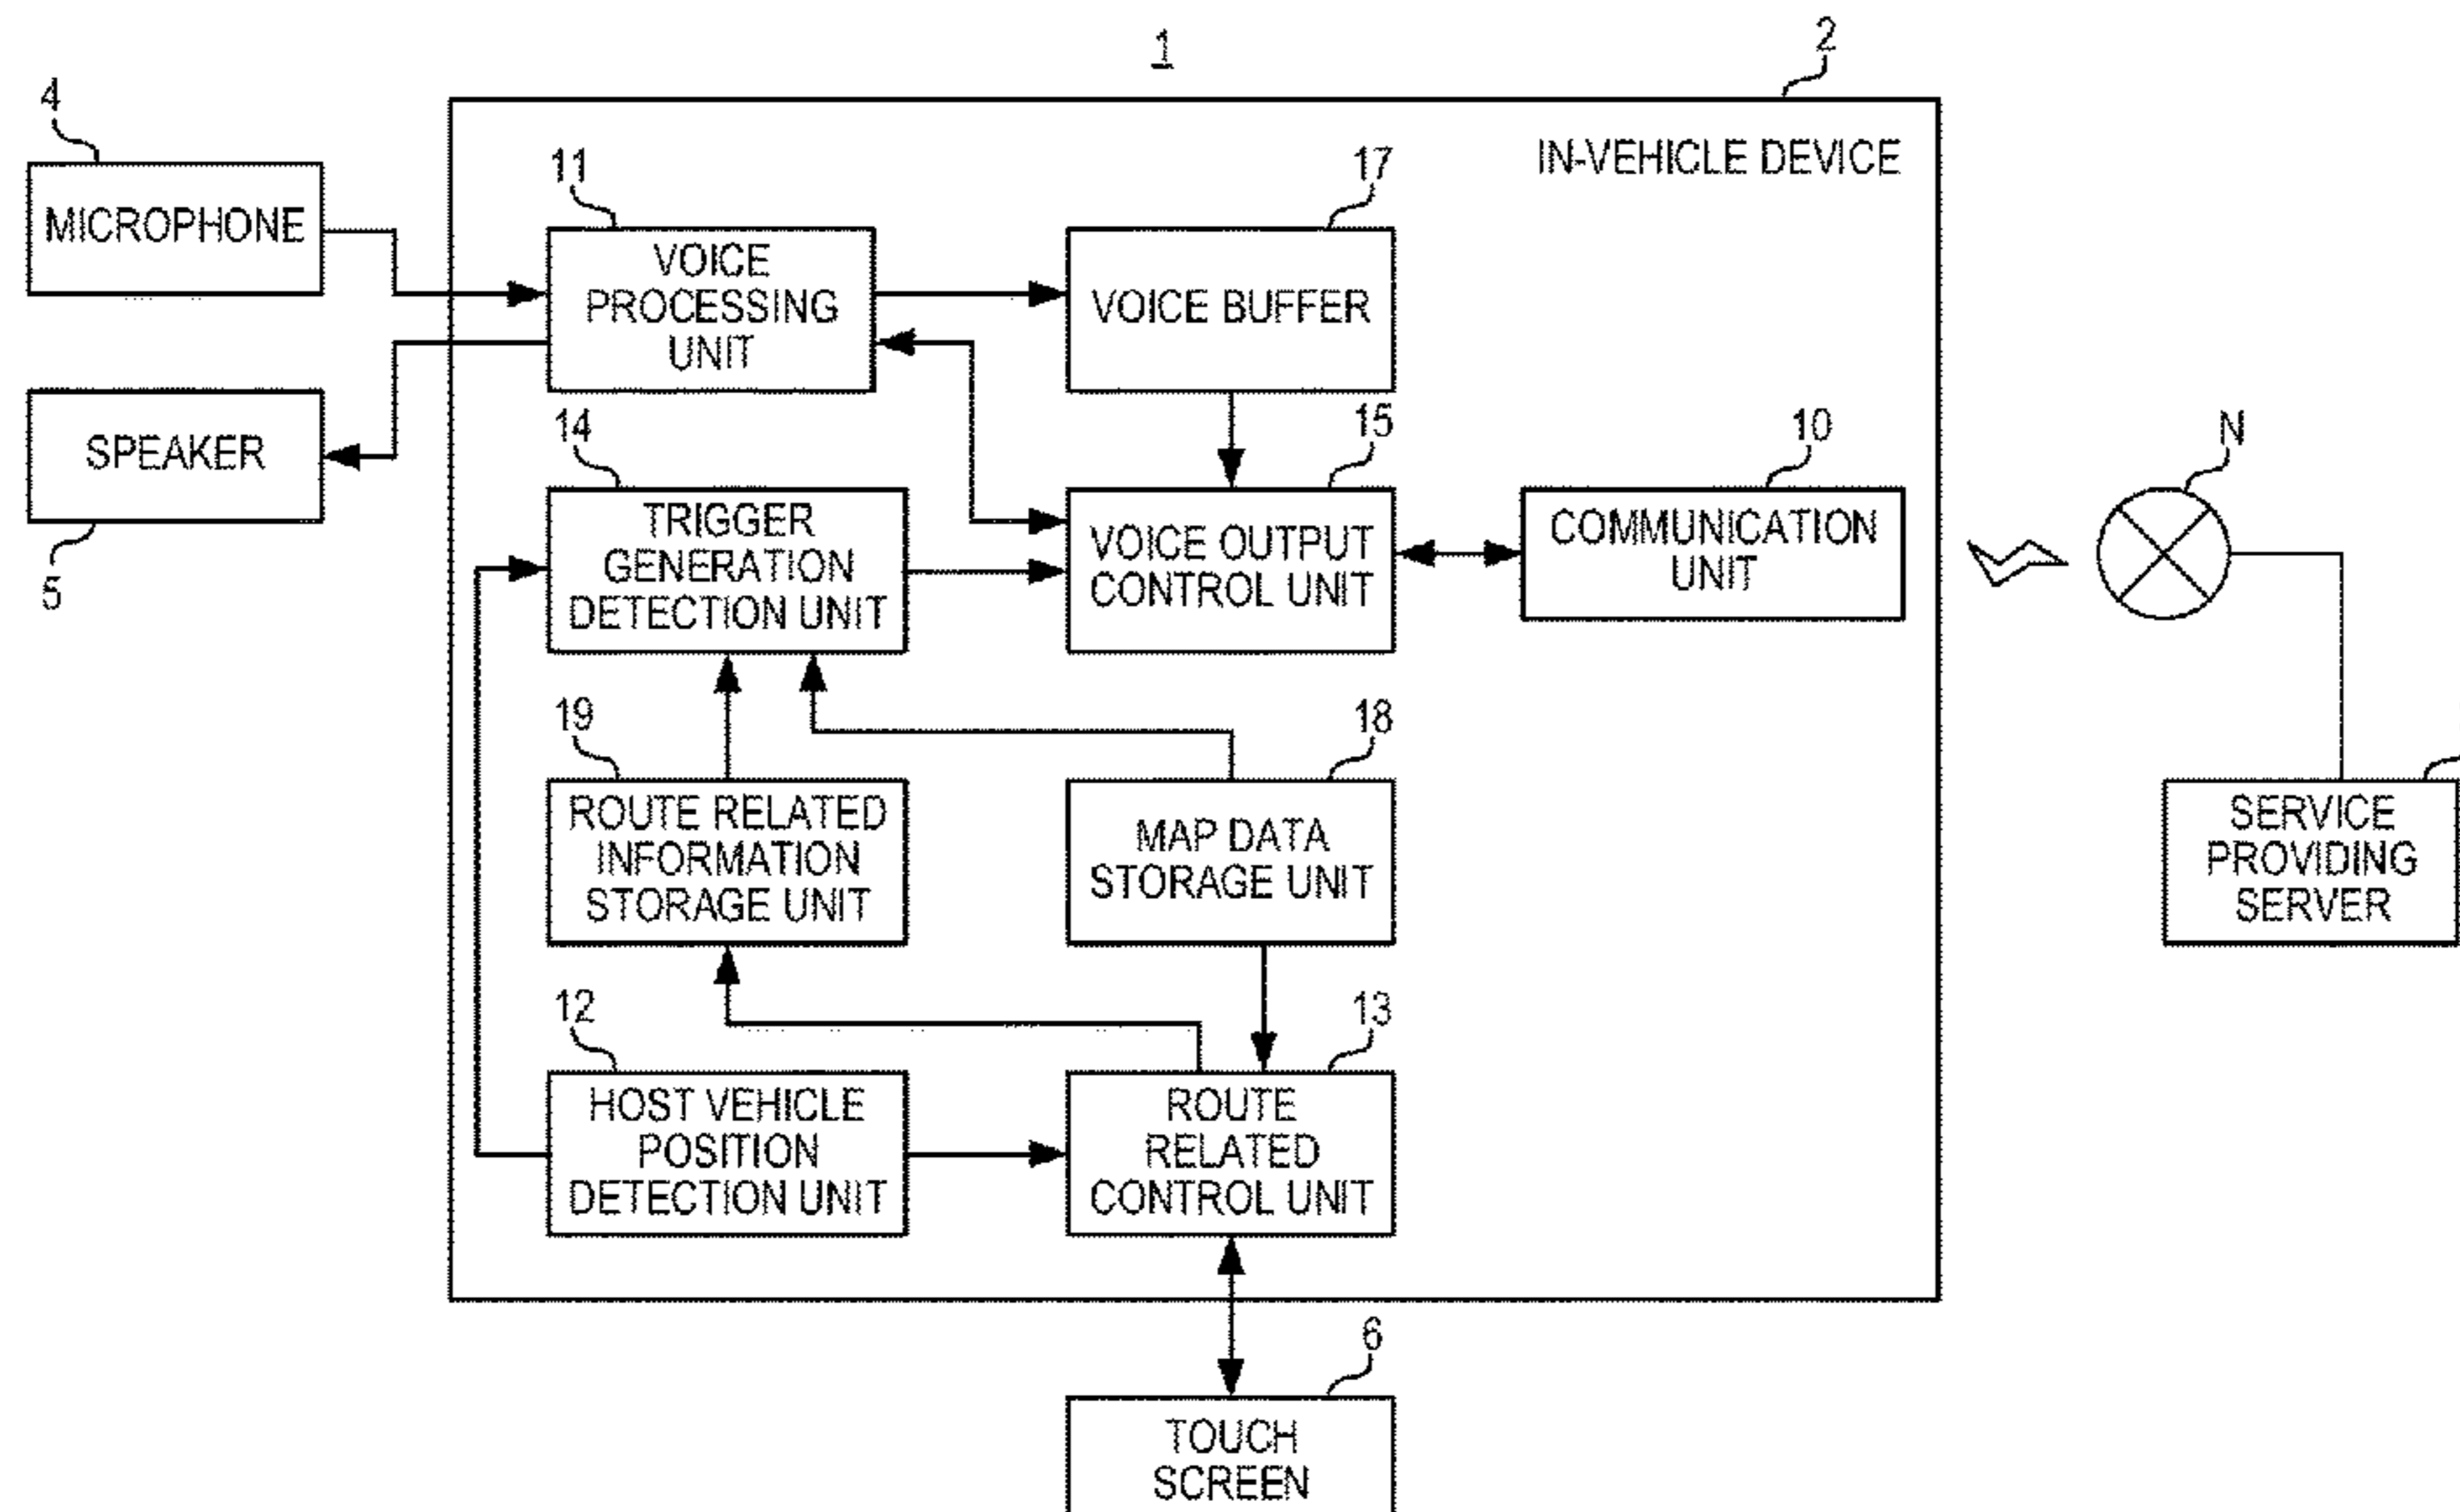 1
2
IN-VEHICLE DEVICE
4
MICROPHONE
11
VOICE
PROCESSING
UNIT
17
VOICE BUFFER
SPEAKER
5
14
TRIGGER
GENERATION
DETECTION UNIT
15
VOICE OUTPUT
CONTROL UNIT
10
COMMUNICATION
UNIT
N
19
ROUTE RELATED
INFORMATION
STORAGE UNIT
18
MAP DATA
STORAGE UNIT
SERVICE
PROVIDING
SERVER
12
HOST VEHICLE
POSITION
DETECTION UNIT
13
ROUTE
RELATED
CONTROL UNIT
6
TOUCH
SCREEN